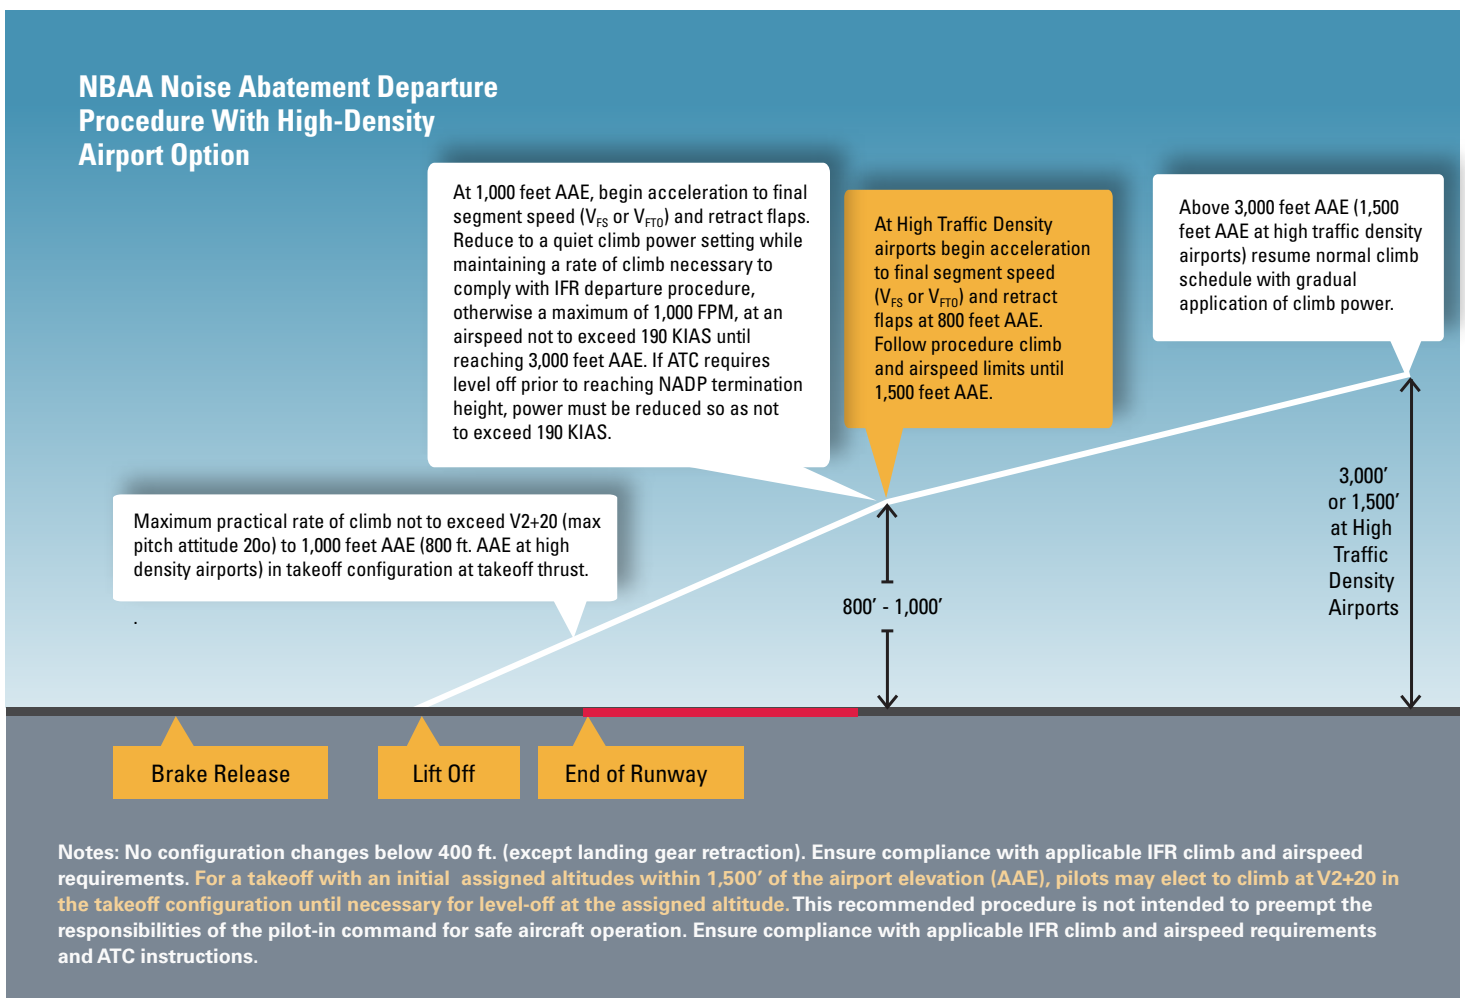 NBAA Noise Abatement Departure
Procedure With High-Density
Airport Option
At 1,000 feet AAE, begin acceleration to final
segment speed (VFS or VFTO) and retract flaps.
Reduce to a quiet climb power setting while
maintaining a rate of climb necessary to
comply with IFR departure procedure,
otherwise a maximum of 1,000 FPM, at an
airspeed not to exceed 190 KIAS until
reaching 3,000 feet AAE. If ATC requires
level off prior to reaching NADP termination
height, power must be reduced so as not
to exceed 190 KIAS.
At High Traffic Density
airports begin acceleration
to final segment speed
(VFS or VFTO) and retract
flaps at 800 feet AAE.
Follow procedure climb
and airspeed limits until
1,500 feet AAE.
Above 3,000 feet AAE (1,500
feet AAE at high traffic density
airports) resume normal climb
schedule with gradual
application of climb power.
Maximum practical rate of climb not to exceed V2+20 (max
pitch attitude 20o) to 1,000 feet AAE (800 ft. AAE at high
density airports) in takeoff configuration at takeoff thrust.
.
800’ - 1,000’
3,000’
or 1,500’
at High
Traffic
Density
Airports
Brake Release
Lift Off
End of Runway
Notes: No configuration changes below 400 ft. (except landing gear retraction). Ensure compliance with applicable IFR climb and airspeed
requirements. For a takeoff with an initial assigned altitudes within 1,500’ of the airport elevation (AAE), pilots may elect to climb at V2+20 in
the takeoff configuration until necessary for level-off at the assigned altitude. This recommended procedure is not intended to preempt the
responsibilities of the pilot-in command for safe aircraft operation. Ensure compliance with applicable IFR climb and airspeed requirements
and ATC instructions.